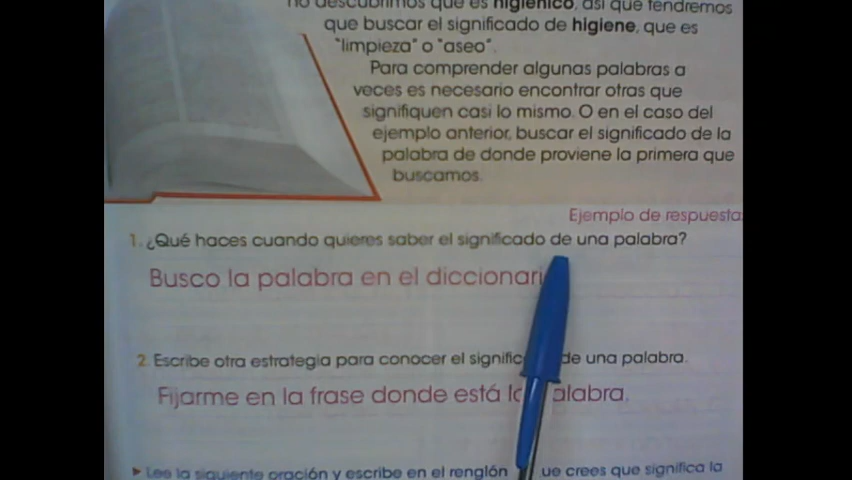 no descubrimos que es higiénico, así que tendremos
que buscar el significado de higiene, que es
"limpieza" o "aseo".
Para comprender algunas palabras a
veces es necesario encontrar otras que
signifiquen casi lo mismo. O en el caso del
ejemplo anterior, buscar el significado de la
palabra de donde proviene la primera que
buscamos.
Ejemplo de respuesta
1. ¿Qué haces cuando quieres saber el significado de una palabra?
Busco la palabra en el diccionari
2. Escribe otra estrategia para conocer el signific de una palabra.
Fijarme en la frase donde está la alabra.
Lee la siguiente oración y escribe en el renglón ue crees que significa la